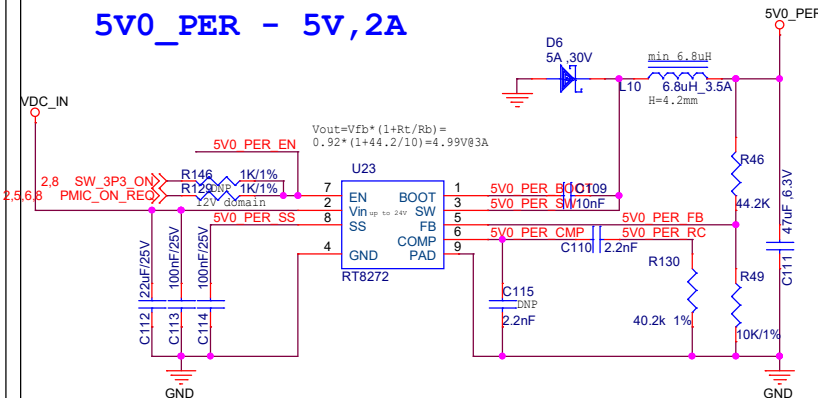 5V0_PER - 5V,2A
5V0_PER
D6
5A ,30V
min 6.8uH
L10
6.8uH_3.5A
H=4.2mm
VDC_IN
Vout=Vfb*(1+Rt/Rb)=
0.92*(1+44.2/10)=4.99V@3A
5V0_PER_EN
U23
2,8 SW_3P3_ON
R146 1K/1%
2,5,6,8 PMIC_ON_REQ
R129 DNP 1K/1%
12V domain
7 EN BOOT 1 5V0_PER_BOOT
C109
10nF
2 Vin up to 24V SW 3 5V0_PER_SW
5V0_PER_SS 8 SS FB 5 5V0_PER_FB
COMP 6 5V0_PER_CMP
C110 2.2nF
5V0_PER_RC
4 GND PAD 9
RT8272
R46
44.2K
47uF ,6.3V
C111
22uF/25V
C112
100nF/25V
C113
100nF/25V
C114
C115
DNP
2.2nF
R130
40.2k 1%
R49
10K/1%
GND
GND